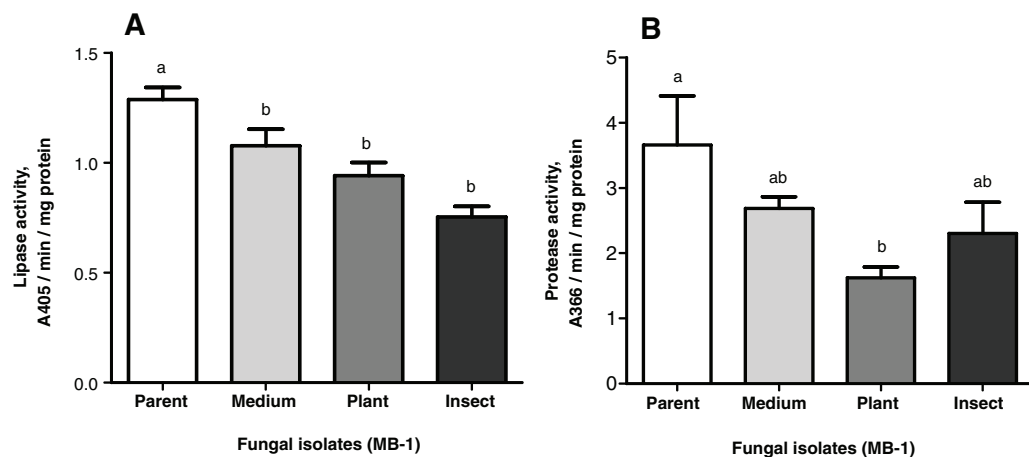 A
Lipase activity,
A405 / min / mg protein
1.5
1.0
0.5
0.0
a
b
b
b
Parent Medium Plant Insect
Fungal isolates (MB-1)
B
Protease activity,
A366 / min / mg protein
5
4
3
2
1
0
a
ab
b
ab
Parent Medium Plant Insect
Fungal isolates (MB-1)